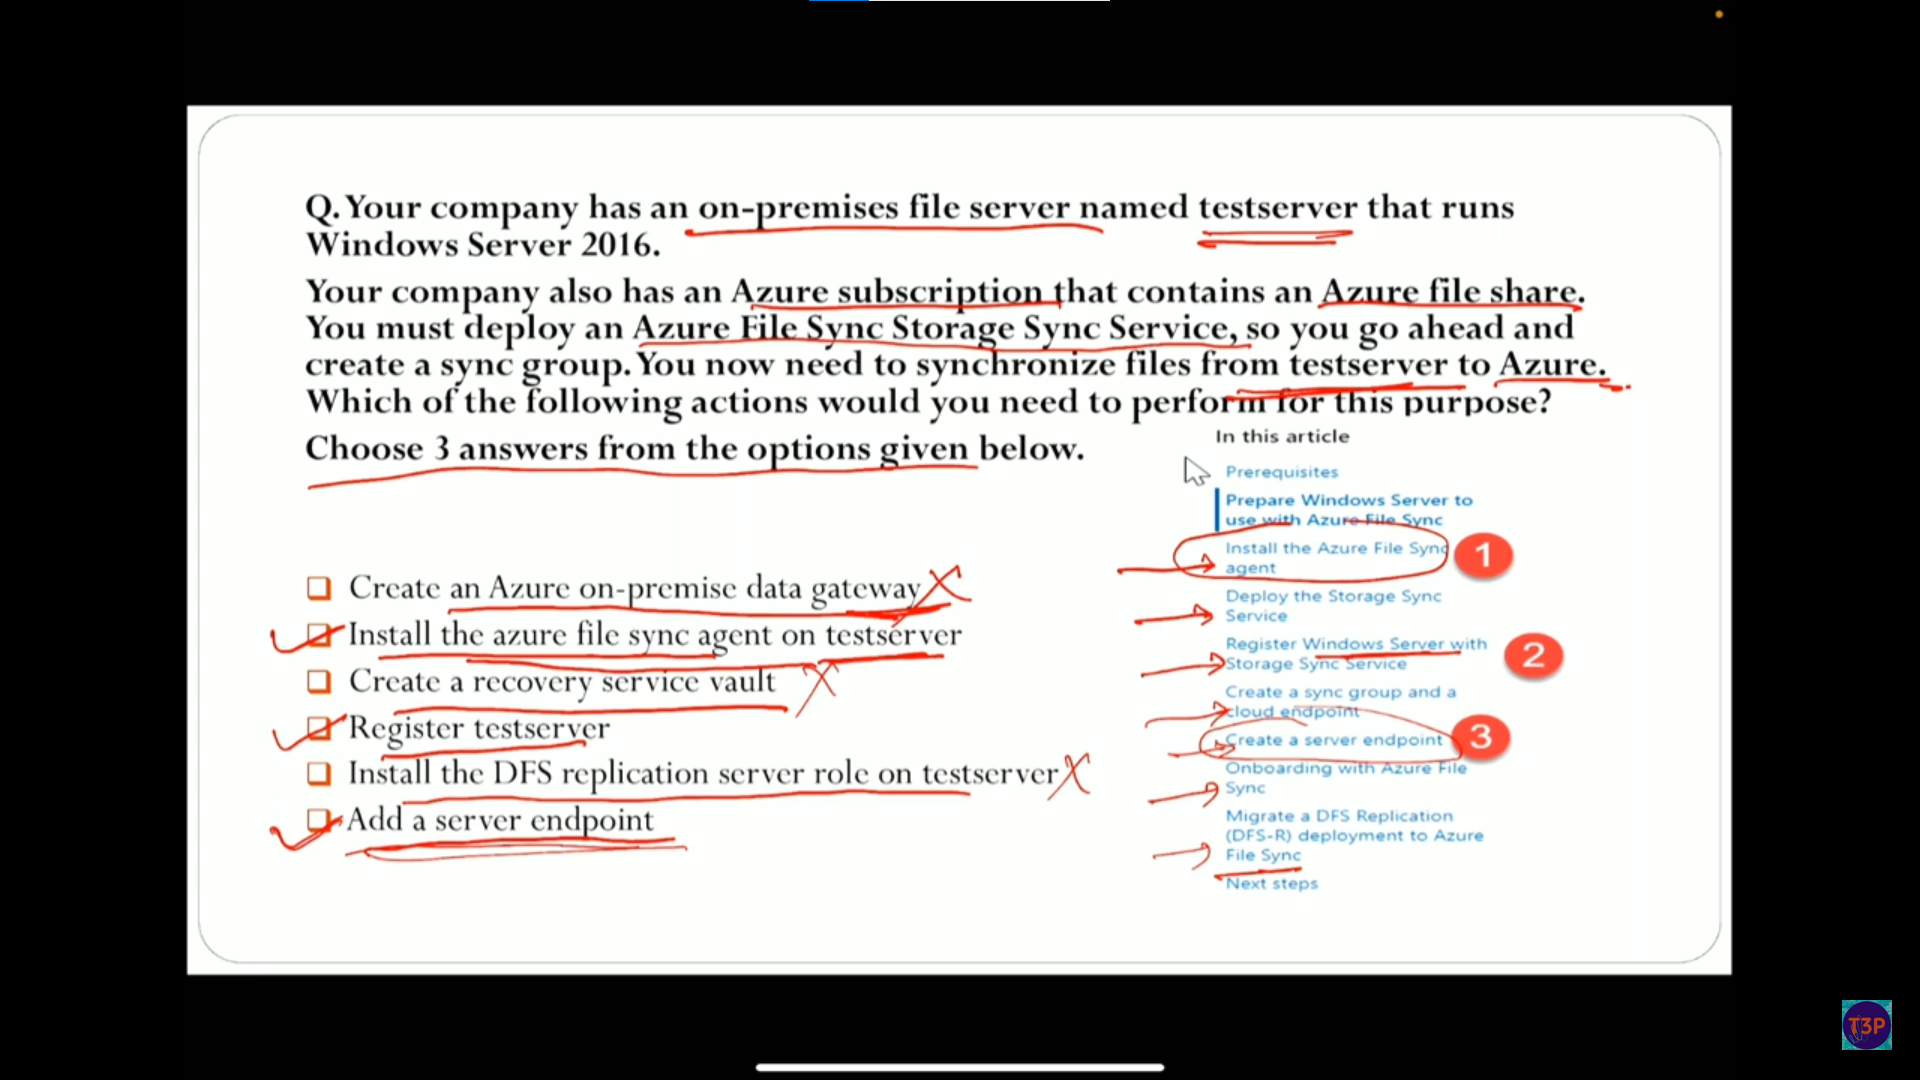 Q. Your company has an on-premises file server named testserver that runs
Windows Server 2016.
Your company also has an Azure subscription that contains an Azure file share.
You must deploy an Azure File Sync Storage Sync Service, so you go ahead and
create a sync group. You now need to synchronize files from testserver to Azure.
Which of the following actions would you need to perform for this purpose?
Choose 3 answers from the options given below.
Create an Azure on-premise data gateway
Install the azure file sync agent on testserver
Create a recovery service vault
Register testserver
Install the DFS replication server role on testserver
Add a server endpoint
In this article
Prerequisites
Prepare Windows Server to
use with Azure File Sync
Install the Azure File Sync
agent
1
Deploy the Storage Sync
Service
Register Windows Server with
Storage Sync Service
2
Create a sync group and a
cloud endpoint
Create a server endpoint
3
Onboarding with Azure File
Sync
Migrate a DFS Replication
(DFS-R) deployment to Azure
File Sync
Next steps
T3P